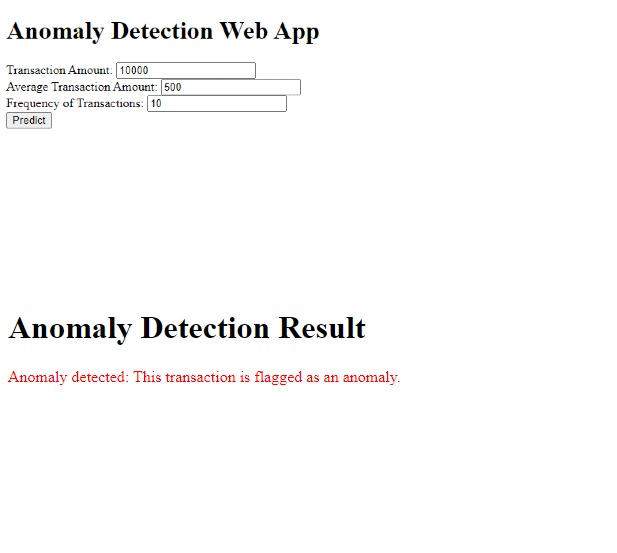 Anomaly Detection Web App
Transaction Amount: 10000
Average Transaction Amount: 500
Frequency of Transactions: 10
Predict
Anomaly Detection Result
Anomaly detected: This transaction is flagged as an anomaly.